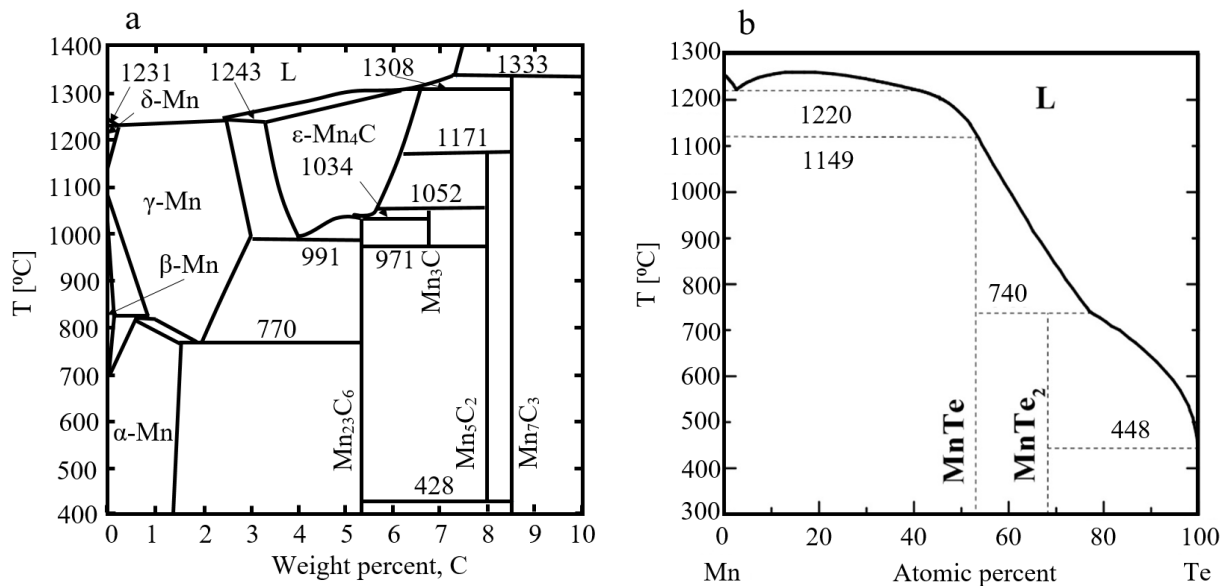 a
1400
1300
1200
1100
1000
900
800
700
600
500
400
T [ºC]
1231
1243
L
1308
1333
δ-Mn
ε-Mn₄C
1171
1034
1052
γ-Mn
991
971
β-Mn
Mn₃C
770
α-Mn
Mn₂₃C₆
Mn₅C₂
Mn₇C₃
428
0 1 2 3 4 5 6 7 8 9 10
Weight percent, C
b
1300
1200
1100
1000
900
800
700
600
500
400
300
T [ºC]
L
1220
1149
740
MnTe
MnTe₂
448
0 20 40 60 80 100
Mn Atomic percent Te